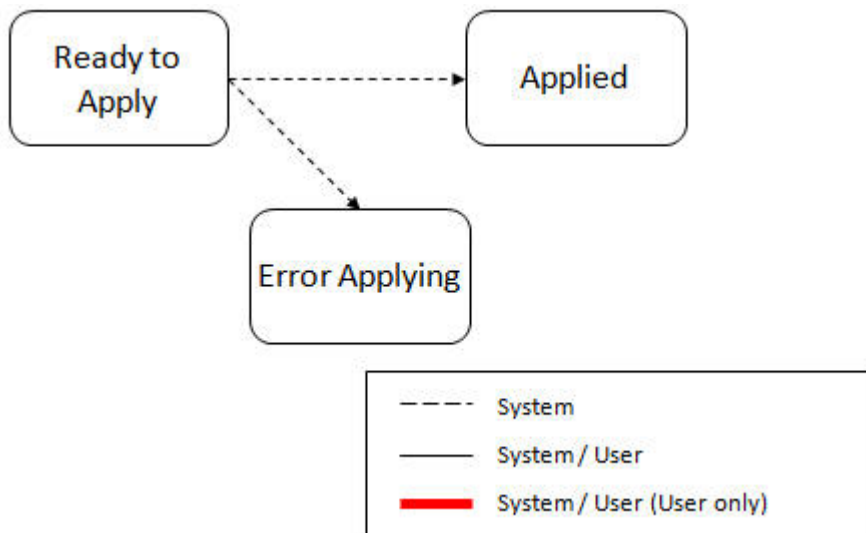 Ready to
Apply
Applied
Error Applying
System
System / User
System / User (User only)